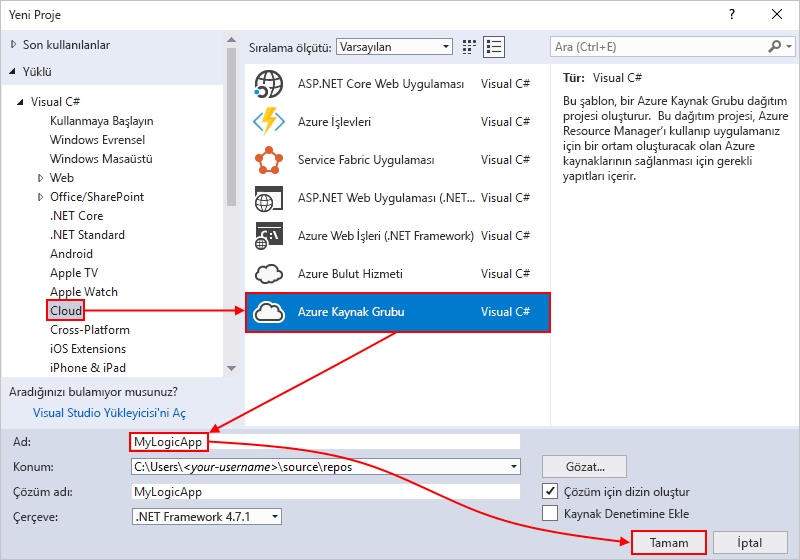 Yeni Proje
Son kullanılanlar
Yüklü
Visual C#
Kullanmaya Başlayın
Windows Evrensel
Windows Masaüstü
Web
Office/SharePoint
.NET Core
.NET Standard
Android
Apple TV
Apple Watch
Cloud
Cross-Platform
iOS Extensions
iPhone & iPad
Aradığınızı bulamıyor musunuz?
Visual Studio Yükleyicisi'ni Aç
Sıralama ölçütü: Varsayılan
ASP.NET Core Web Uygulaması Visual C#
Azure İşlevleri Visual C#
Service Fabric Uygulaması Visual C#
ASP.NET Web Uygulaması (.NET... Visual C#
Azure Web İşleri (.NET Framework) Visual C#
Azure Bulut Hizmeti Visual C#
Azure Kaynak Grubu Visual C#
Ara (Ctrl+E)
Tür: Visual C#
Bu şablon, bir Azure Kaynak Grubu dağıtım
projesi oluşturur. Bu dağıtım projesi, Azure
Resource Manager'ı kullanıp uygulamanız
için bir ortam oluşturacak olan Azure
kaynaklarının sağlanması için gerekli
yapıtları içerir.
Ad: MyLogicApp
Konum: C:\Users\<your-username>\source\repos
Gözat...
Çözüm adı: MyLogicApp
Çözüm için dizin oluştur
Çerçeve: .NET Framework 4.7.1
Kaynak Denetimine Ekle
Tamam
İptal